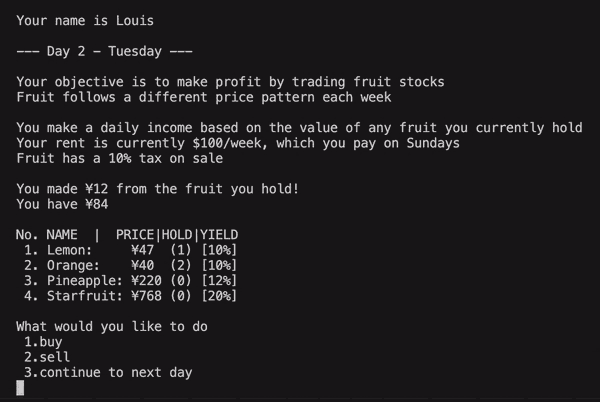 Your name is Louis
--- Day 2 - Tuesday ---
Your objective is to make profit by trading fruit stocks
Fruit follows a different price pattern each week
You make a daily income based on the value of any fruit you currently hold
Your rent is currently $100/week, which you pay on Sundays
Fruit has a 10% tax on sale
You made ¥12 from the fruit you hold!
You have ¥84
No. NAME  |  PRICE|HOLD|YIELD
 1. Lemon:     ¥47  (1) [10%]
 2. Orange:    ¥40  (2) [10%]
 3. Pineapple: ¥220 (0) [12%]
 4. Starfruit: ¥768 (0) [20%]
What would you like to do
 1.buy
 2.sell
 3.continue to next day